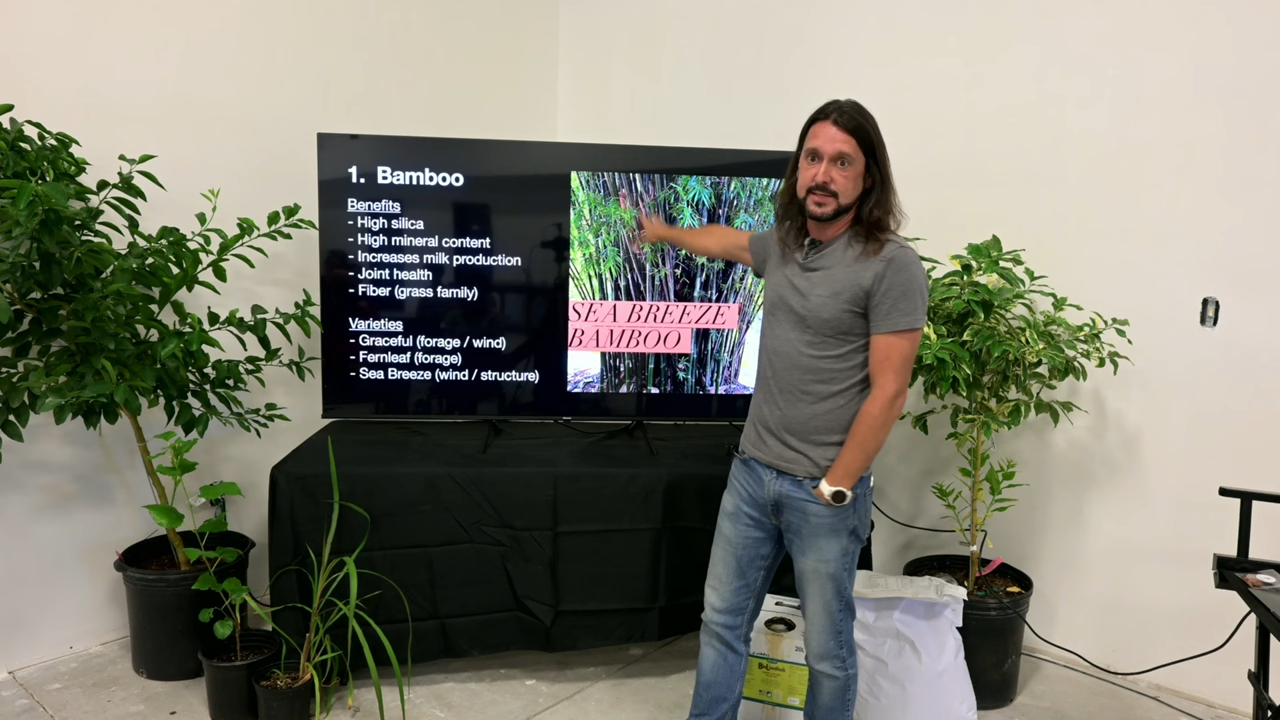 1. Bamboo
Benefits
- High silica
- High mineral content
- Increases milk production
- Joint health
- Fiber (grass family)
Varieties
- Graceful (forage / wind)
- Fernleaf (forage)
- Sea Breeze (wind / structure)
SEA BREEZE
BAMBOO